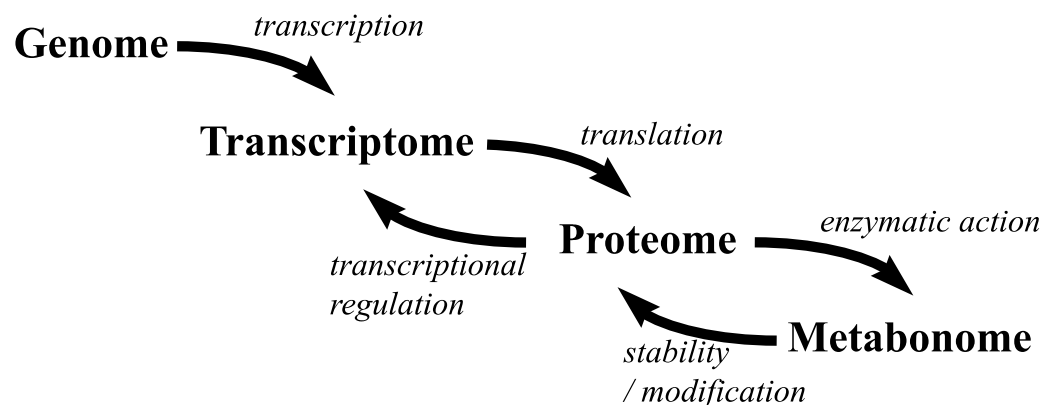 transcription
Genome
translation
Transcriptome
enzymatic action
Proteome
transcriptional
regulation
Metabonome
stability
/ modification